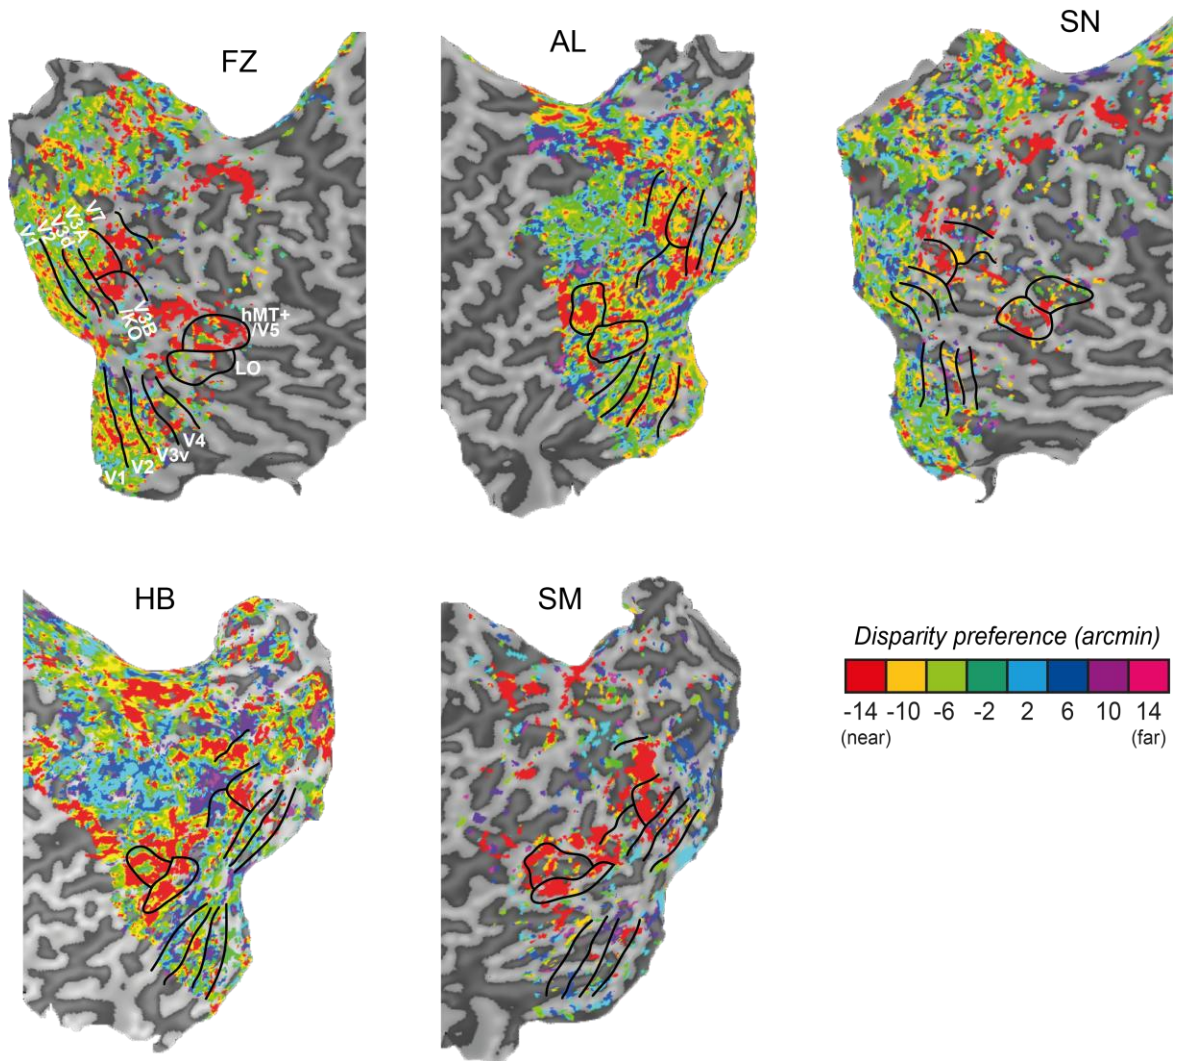 FZ
AL
SN
V1
V2
V3d
V3A
V7
V3B
/KO
hMT+
/V5
LO
V4
V3v
V2
V1
HB
SM
Disparity preference (arcmin)
-14 -10 -6 -2 2 6 10 14
(near) (far)